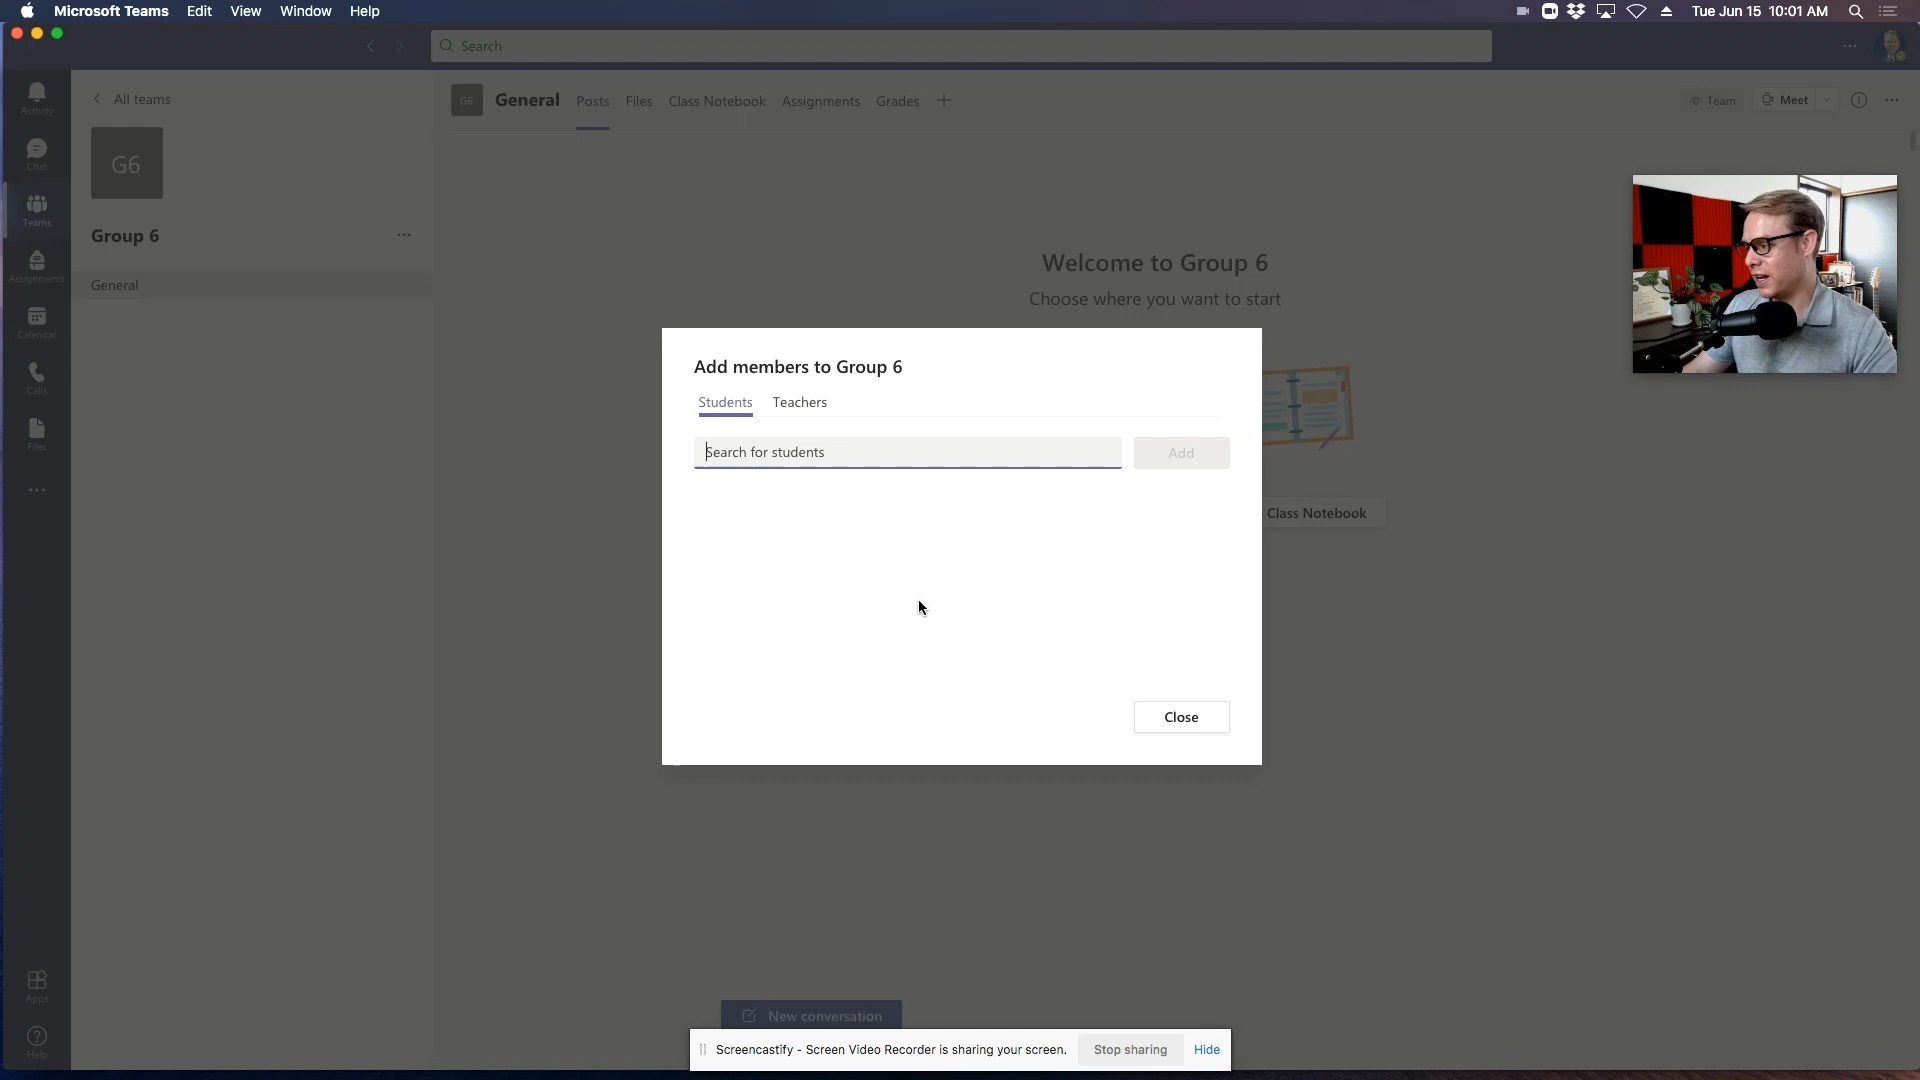 Microsoft Teams Edit View Window Help
Tue Jun 15 10:01 AM
Search
Activity
Chat
Teams
Assignments
Calendar
Calls
Files
Apps
Help
All teams
G6
Group 6
General
G6 General Posts Files Class Notebook Assignments Grades
Team Meet
Welcome to Group 6
Choose where you want to start
Add members to Group 6
Students Teachers
Search for students Add
Class Notebook
Close
New conversation
Screencastify - Screen Video Recorder is sharing your screen. Stop sharing Hide